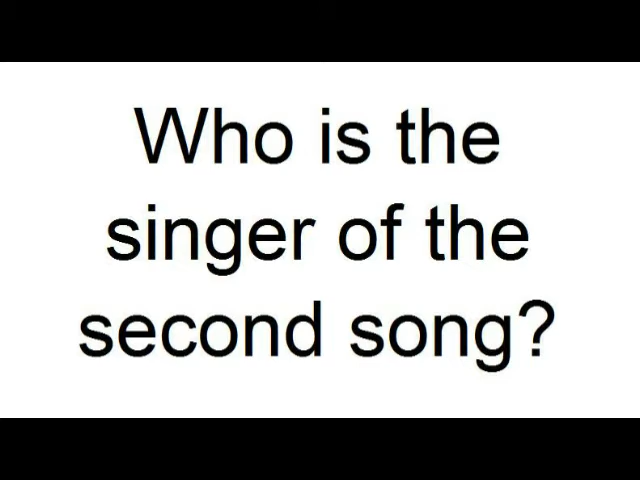 Who is the
singer of the
second song?